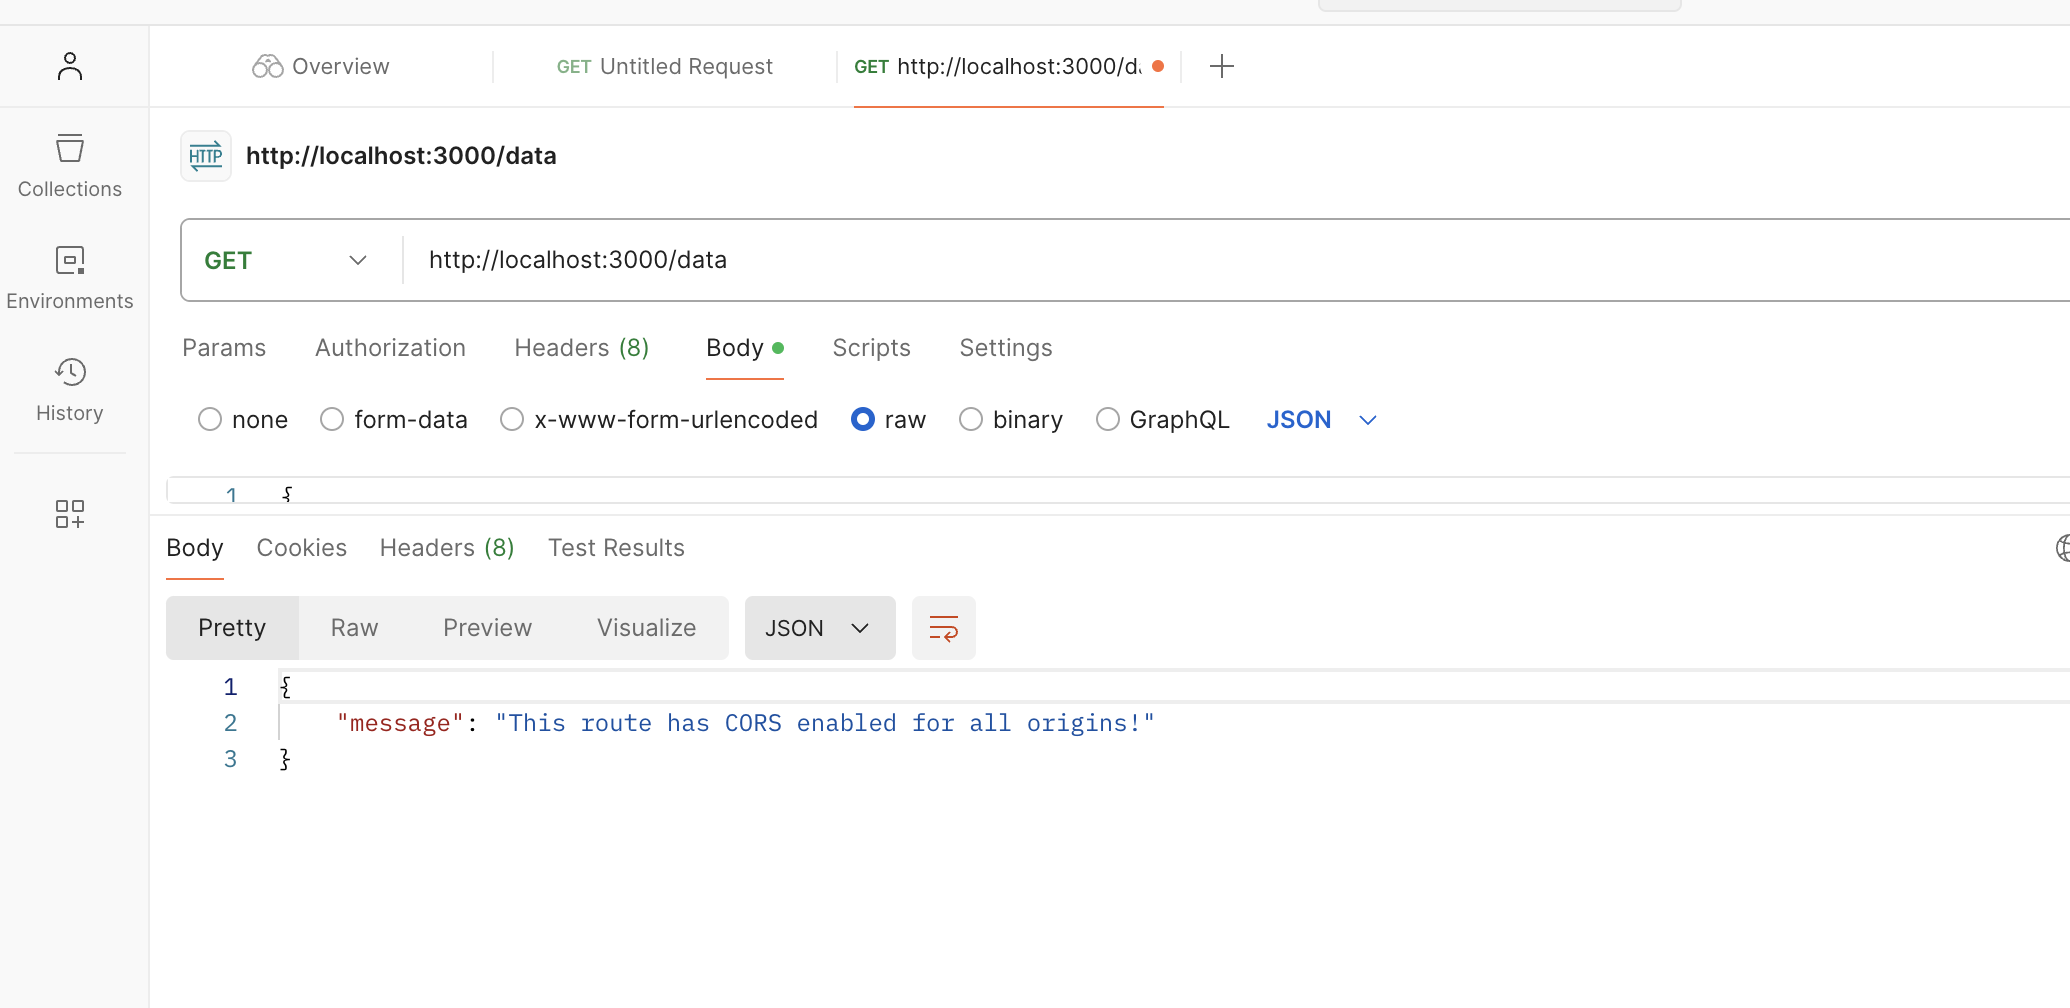 Overview
GET Untitled Request
GET http://localhost:3000/d
HTTP http://localhost:3000/data
Collections
Environments
History
GET http://localhost:3000/data
Params Authorization Headers (8) Body Scripts Settings
none form-data x-www-form-urlencoded raw binary GraphQL JSON
1 {
Body Cookies Headers (8) Test Results
Pretty Raw Preview Visualize JSON
1 {
2 "message": "This route has CORS enabled for all origins!"
3 }